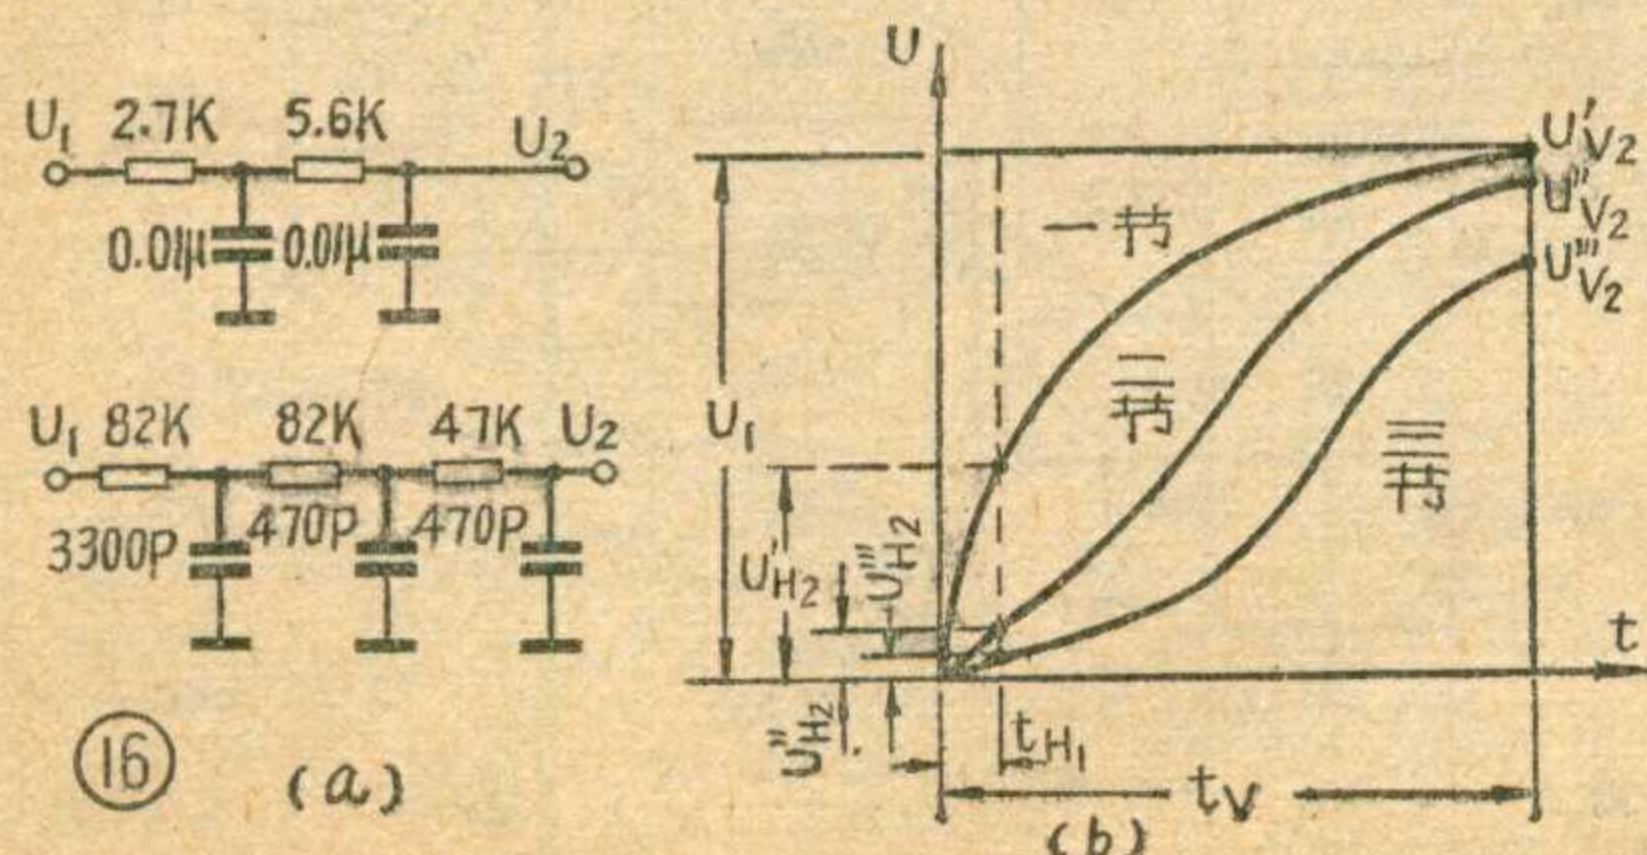 U₁ 2.7K 5.6K U₂
0.01μ 0.01μ
U₁ 82K 82K 47K U₂
3300P 470P 470P
⑯ (a)
U
U'V₂
U''V₂
U'''V₂
一节
二节
三节
U₁
U'H₂
U'''H₂
t
tH₁
tV
(b)